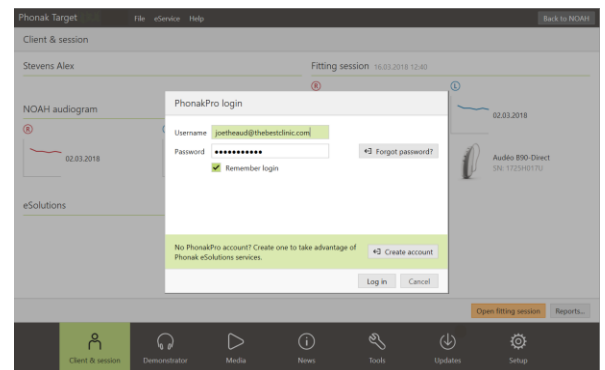 Phonak Target
File eService Help
Back to NOAH
Client & session
Stevens Alex
Fitting session 16.03.2018 12:40
R
L
NOAH audiogram
02.03.2018
R
02.03.2018
Audéo B90-Direct
SN: 1725H017U
eSolutions
PhonakPro login
Username joetheaud@thebestclinic.com
Password
Forgot password?
Remember login
No PhonakPro account? Create one to take advantage of
Phonak eSolutions services.
Create account
Log in Cancel
Open fitting session Reports...
Client & session Demonstrator Media News Tools Updates Setup